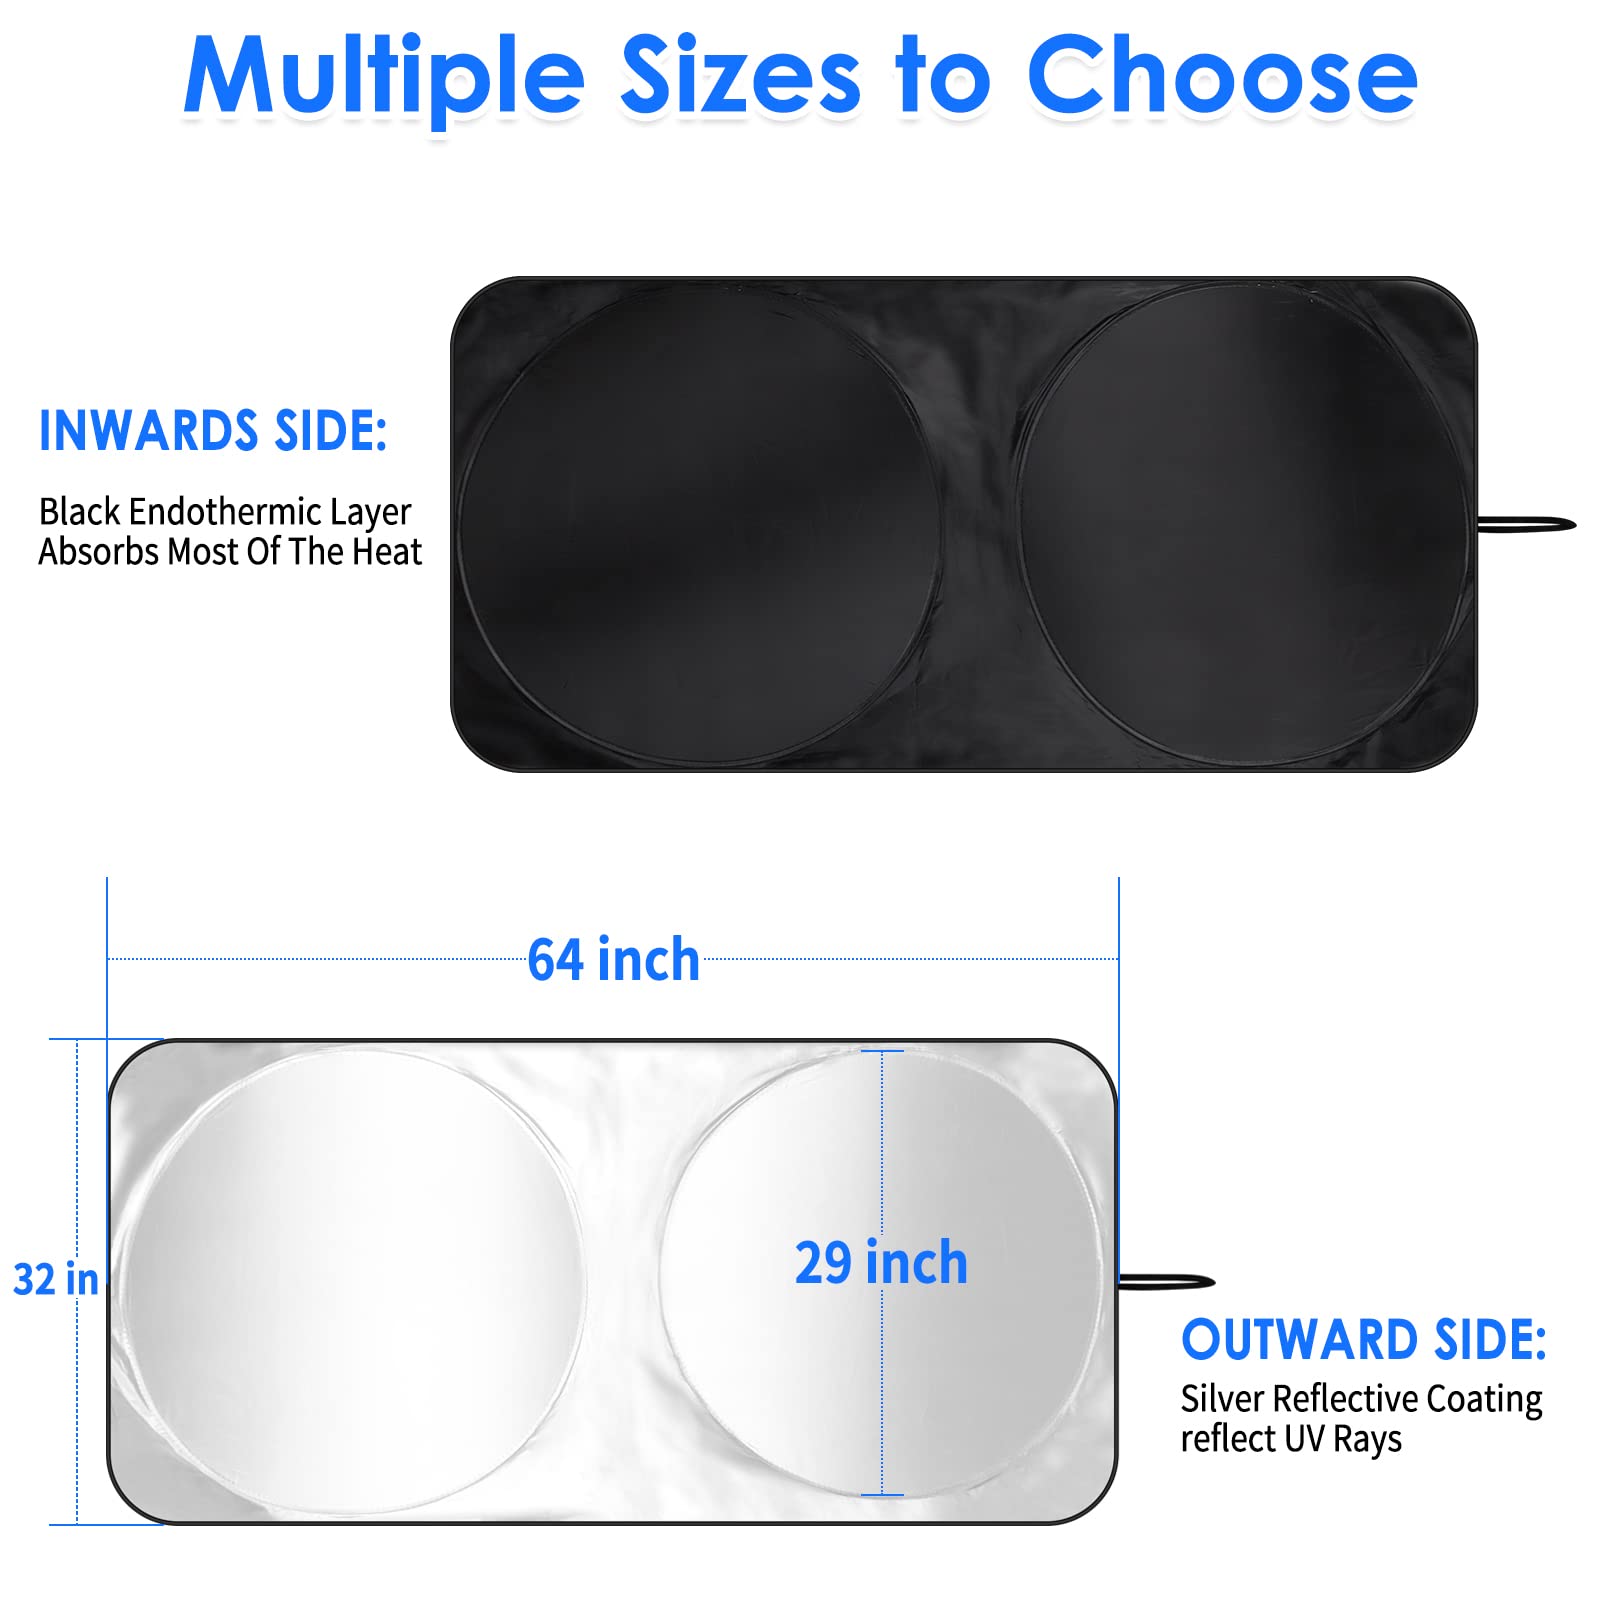 Multiple Sizes to Choose
INWARDS SIDE:
Black Endothermic Layer
Absorbs Most Of The Heat
64 inch
32 in
29 inch
OUTWARD SIDE:
Silver Reflective Coating
reflect UV Rays